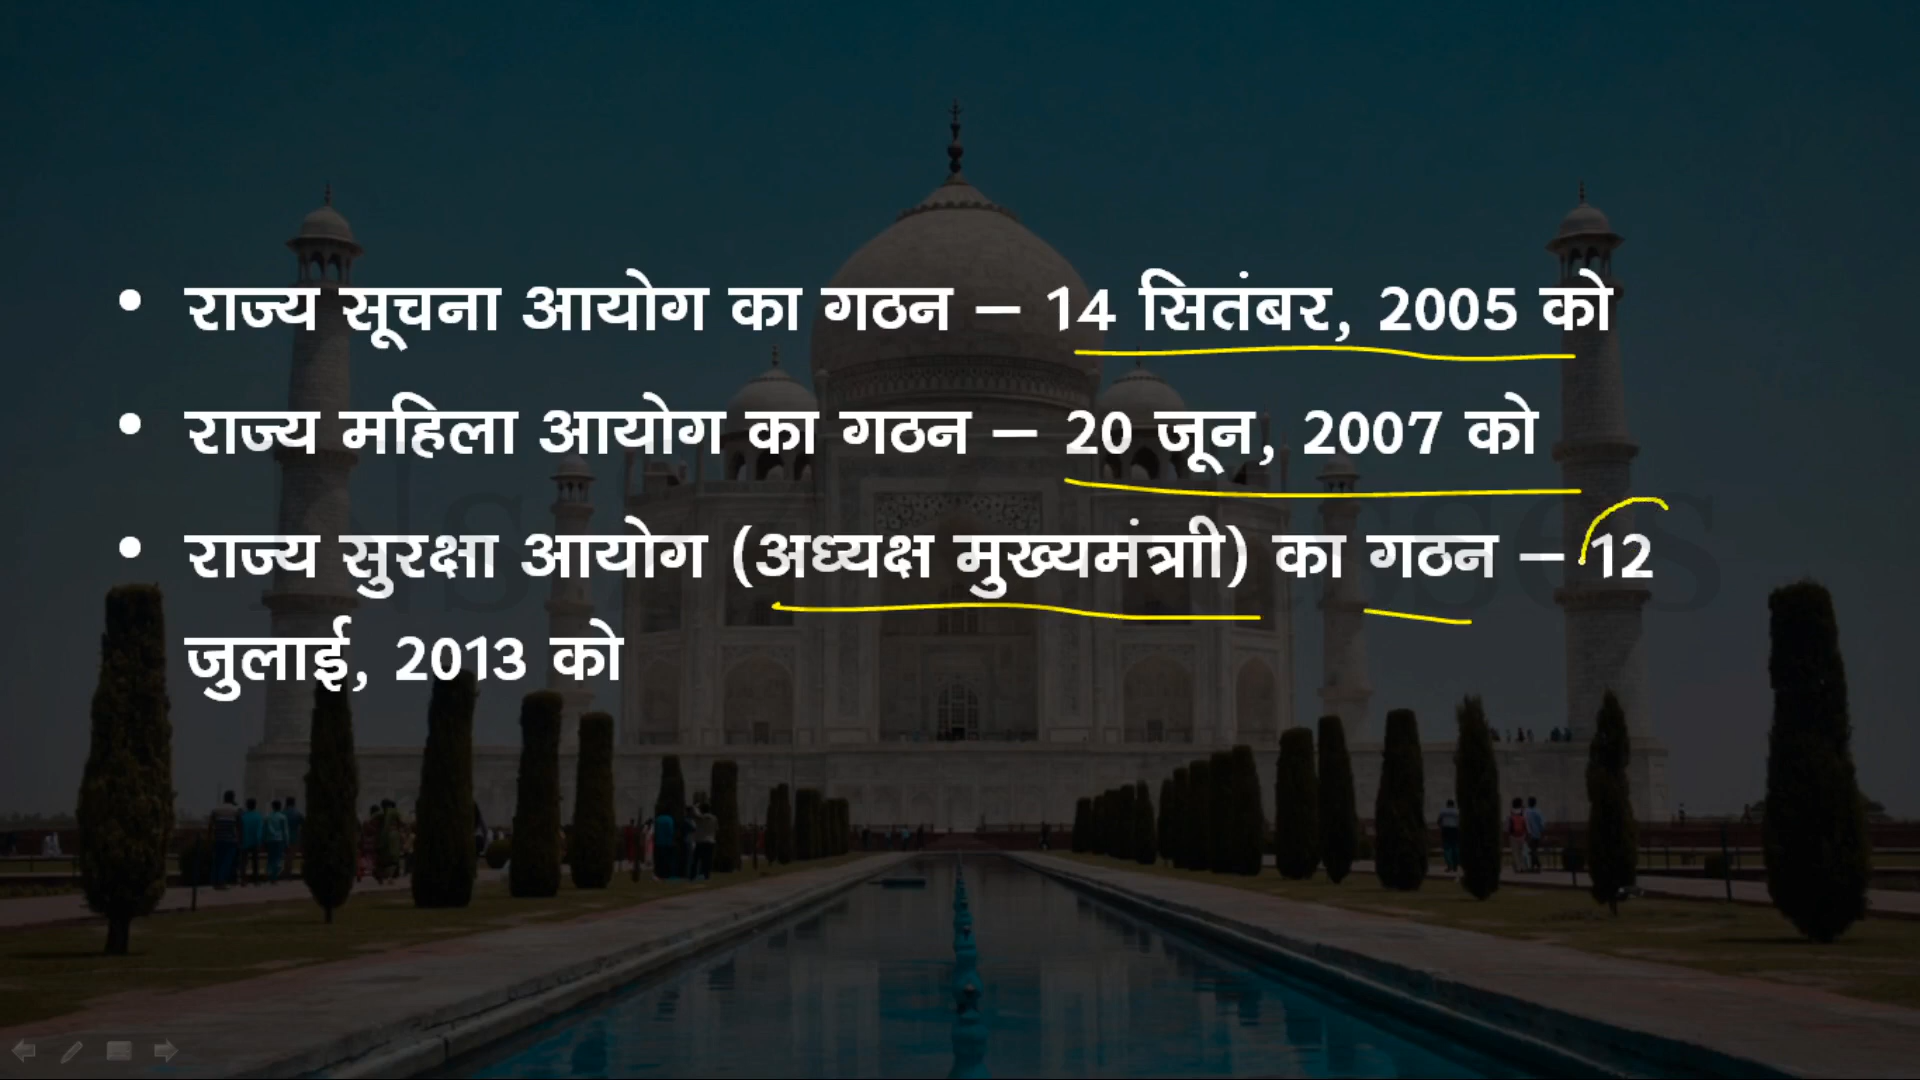 • राज्य सूचना आयोग का गठन – 14 सितंबर, 2005 को
• राज्य महिला आयोग का गठन – 20 जून, 2007 को
• राज्य सुरक्षा आयोग (अध्यक्ष मुख्यमंत्राी) का गठन – 12
जुलाई, 2013 को